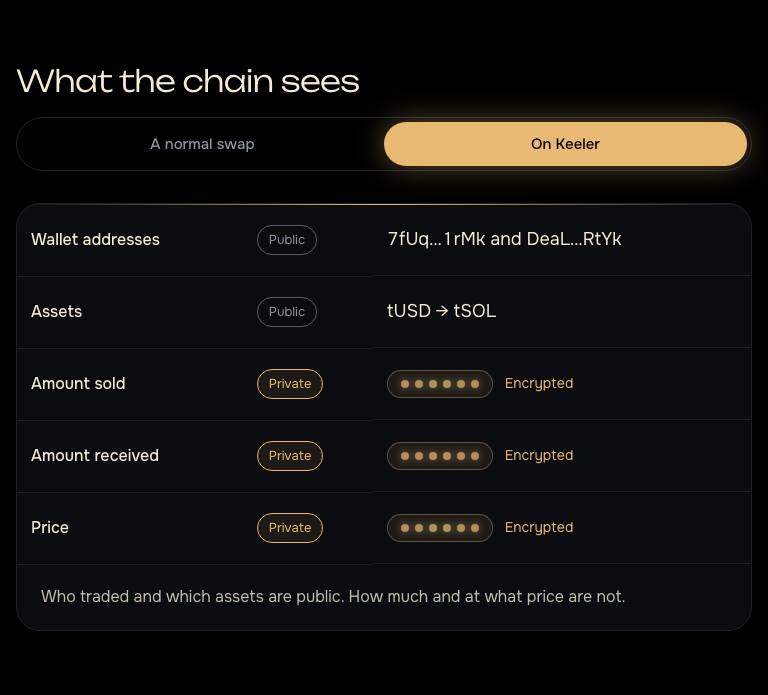 What the chain sees
A normal swap On Keeler
Wallet addresses Public 7fUq...1rMk and DeaL...RtYk
Assets Public tUSD → tSOL
Amount sold Private Encrypted
Amount received Private Encrypted
Price Private Encrypted
Who traded and which assets are public. How much and at what price are not.